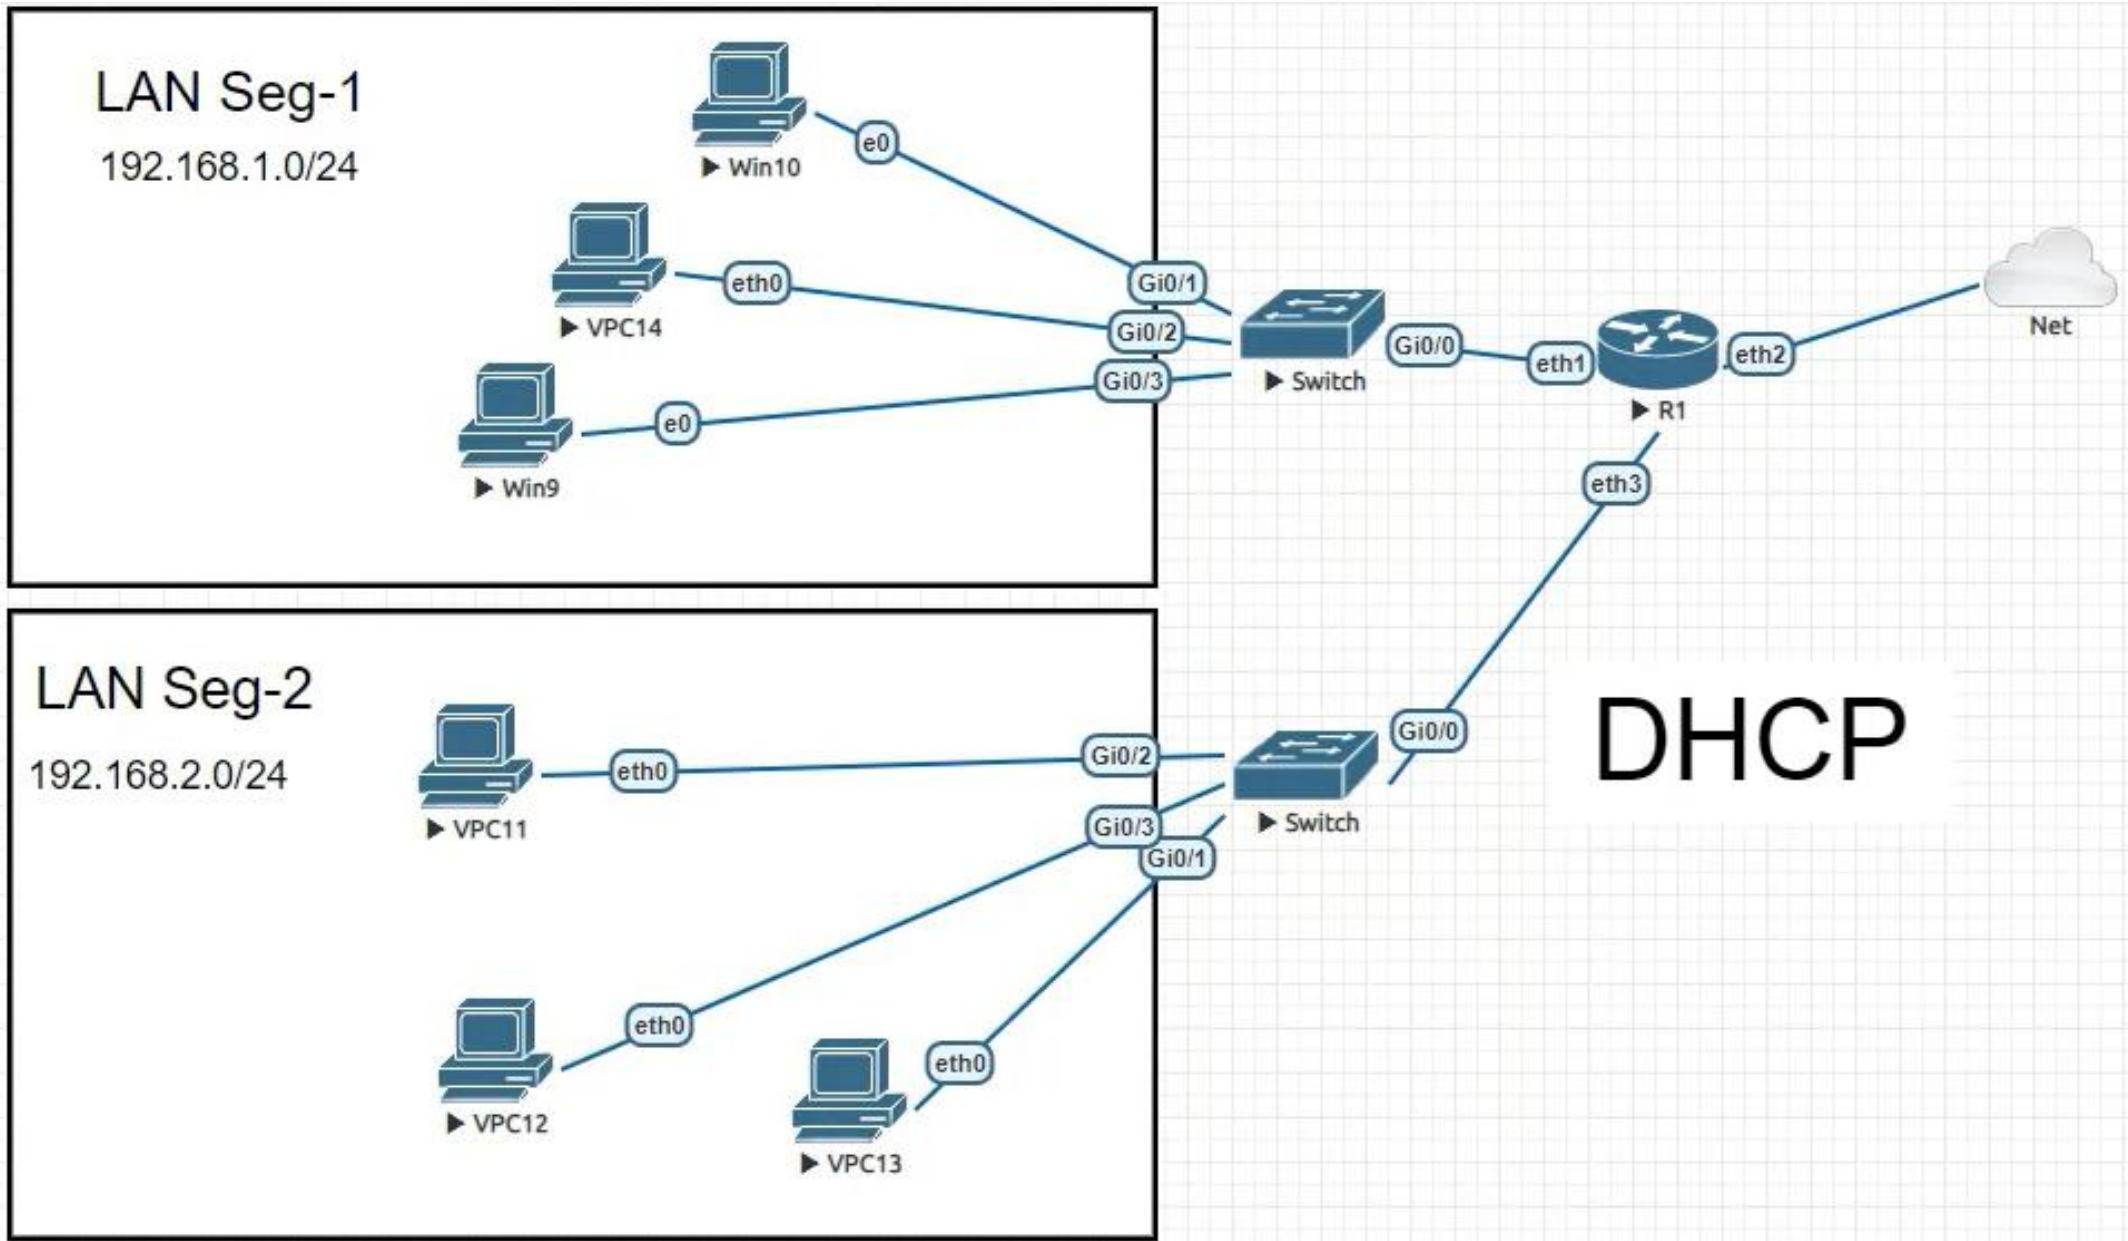 LAN Seg-1
192.168.1.0/24
Win10
e0
VPC14
eth0
Win9
e0
Gi0/1
Gi0/2
Gi0/3
Switch
Gi0/0
eth1
R1
eth2
Net
eth3
LAN Seg-2
192.168.2.0/24
VPC11
eth0
Gi0/2
Gi0/3
Gi0/1
Switch
Gi0/0
DHCP
VPC12
eth0
VPC13
eth0